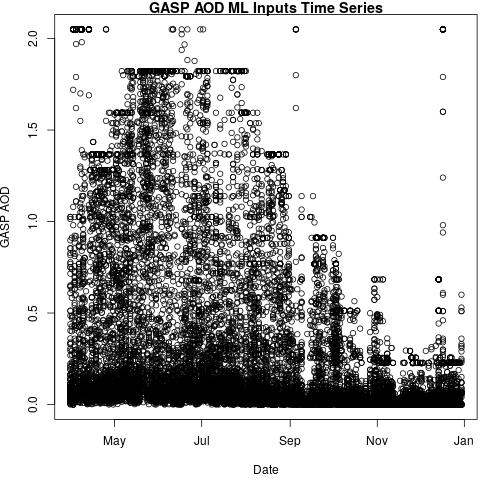 GASP AOD ML Inputs Time Series
GASP AOD
2.0
1.5
1.0
0.5
0.0
May Jul Sep Nov Jan
Date